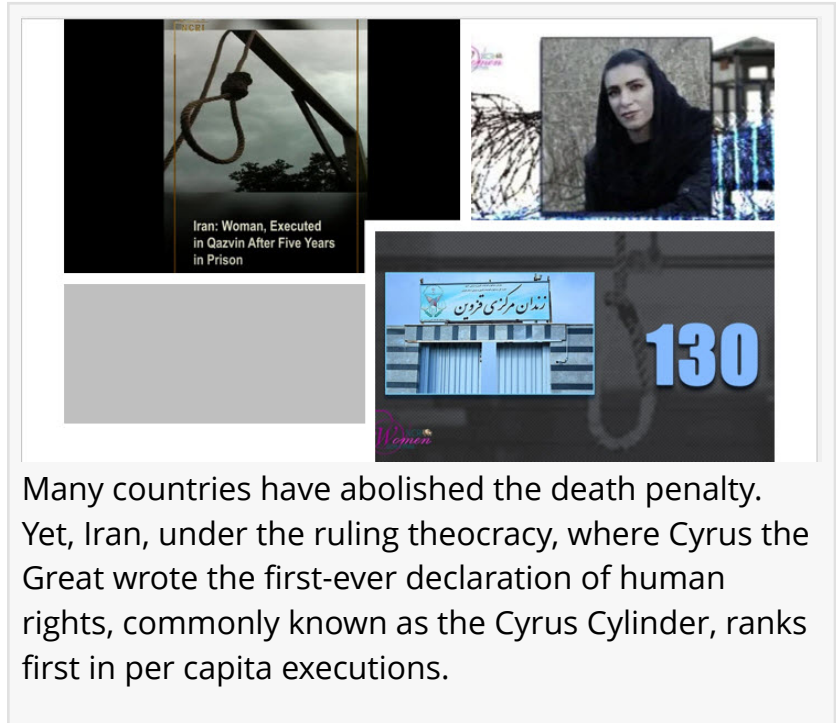 Iran: Woman, Executed
in Qazvin After Five Years
in Prison
زندان مرکزی قزوین
130
Women
Many countries have abolished the death penalty.
Yet, Iran, under the ruling theocracy, where Cyrus the
Great wrote the first-ever declaration of human
rights, commonly known as the Cyrus Cylinder, ranks
first in per capita executions.